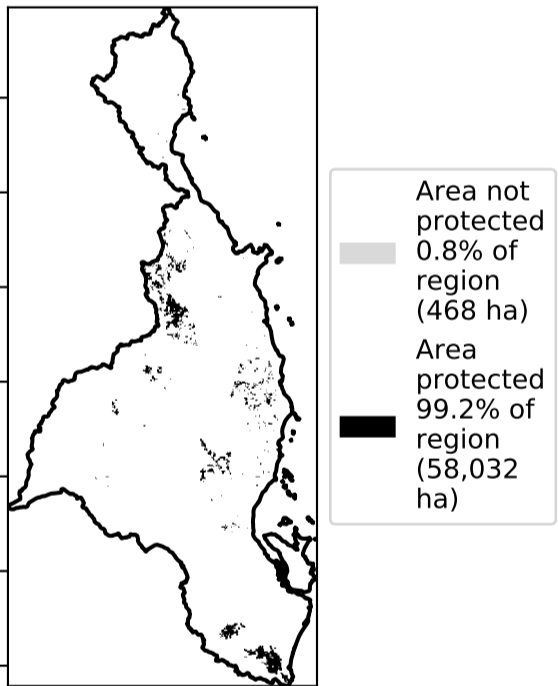 Area not
protected
0.8% of
region
(468 ha)
Area
protected
99.2% of
region
(58,032
ha)